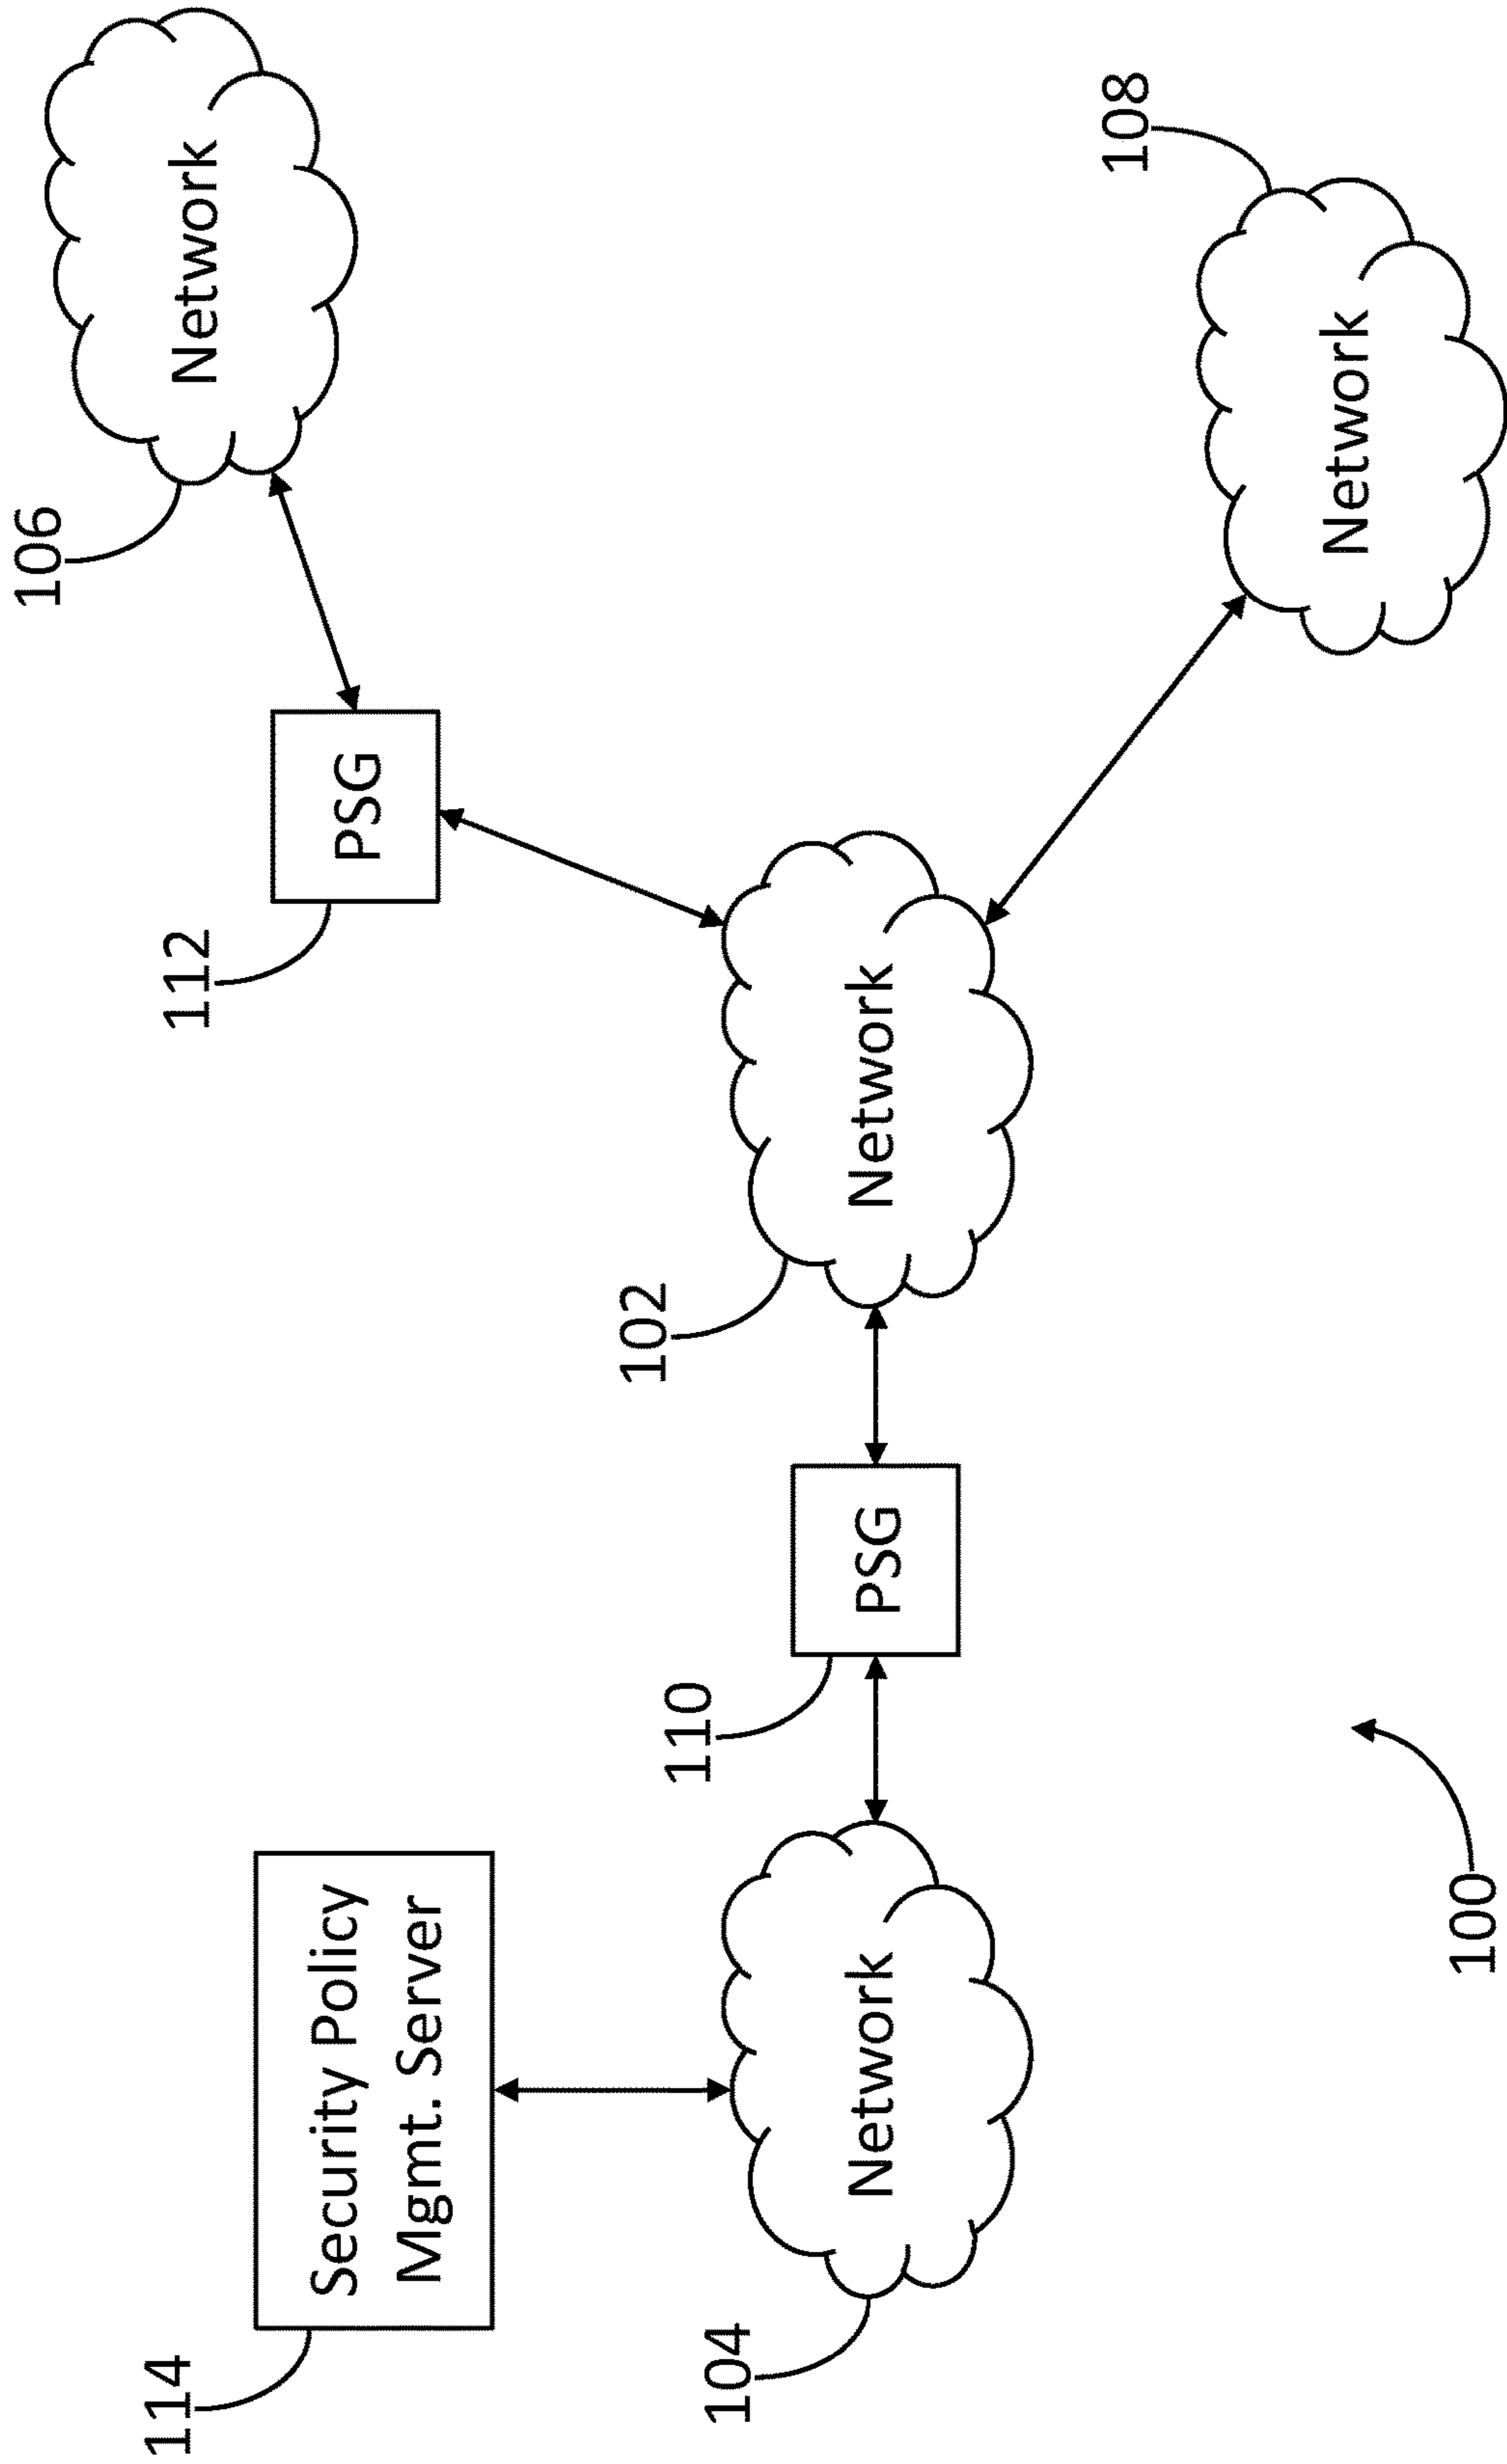 114
Security Policy
Mgmt. Server
112
PSG
106
Network
104
Network
110
PSG
102
Network
108
Network
100